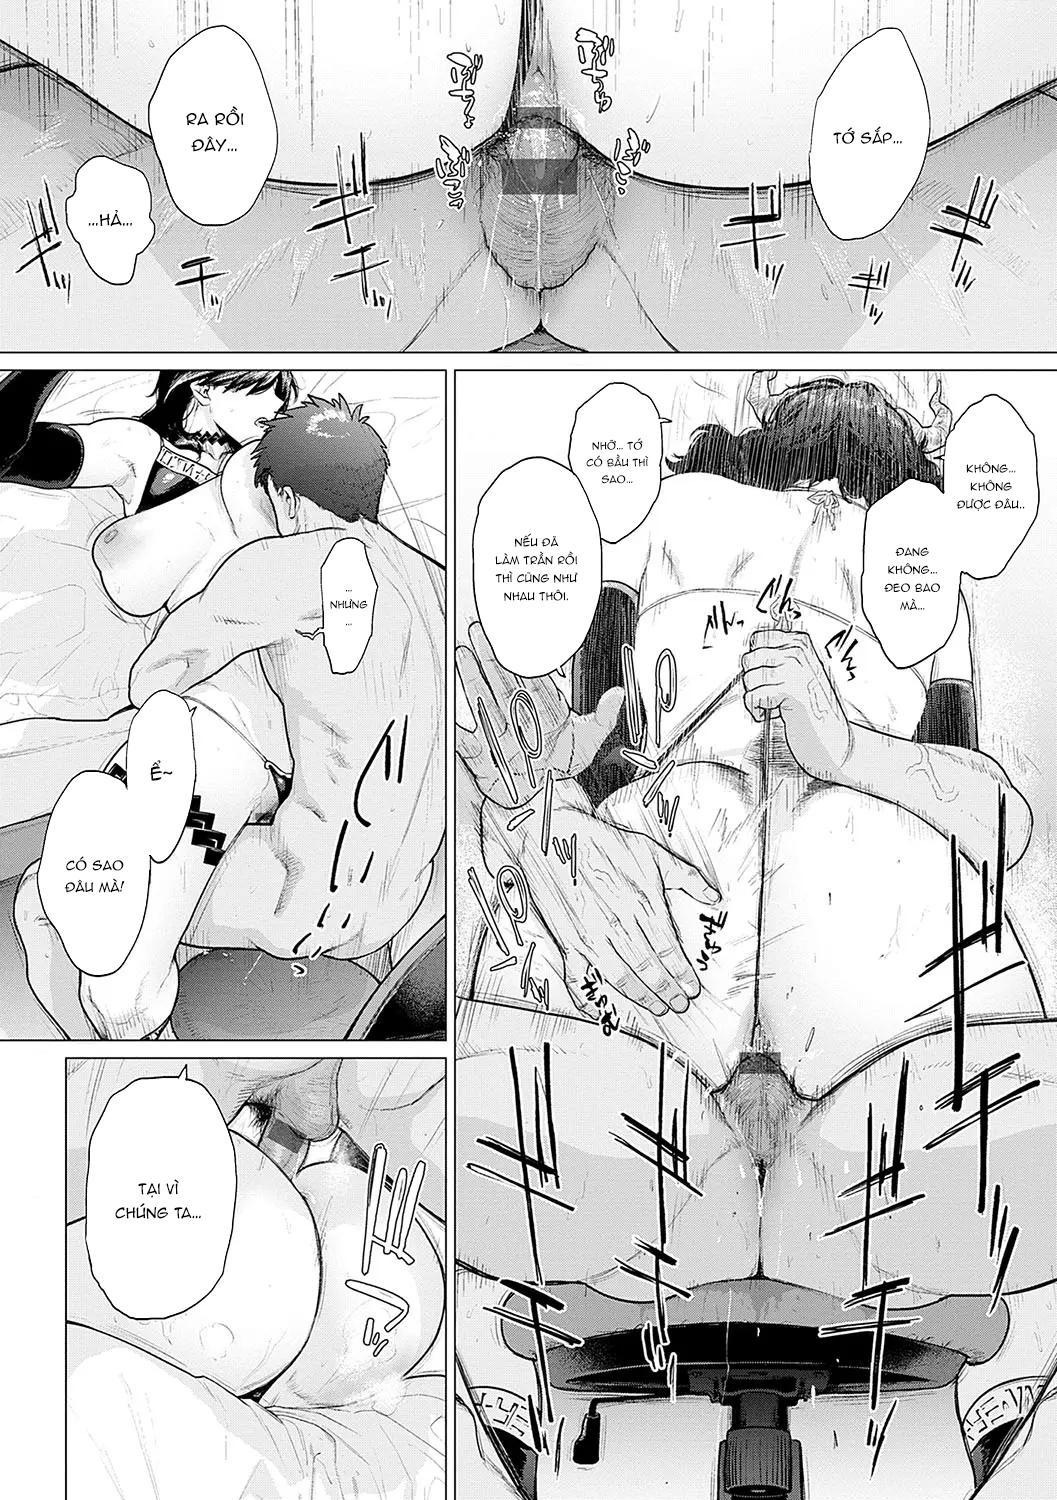 TỚ SẮP...
RA RỒI
ĐÂY...
...HẢ...
KHÔNG...
KHÔNG
ĐƯỢC ĐÂU..
ĐANG
KHÔNG...
ĐEO BAO
MÀ...
NHỠ... TỚ
CÓ BẦU THÌ
SAO...
NẾU ĐÃ
LÀM TRẦN RỒI
THÌ CŨNG NHƯ
NHAU THÔI.
...
NHƯNG
...
Ể~
CÓ SAO
ĐÂU MÀ!
TẠI VÌ
CHÚNG TA...